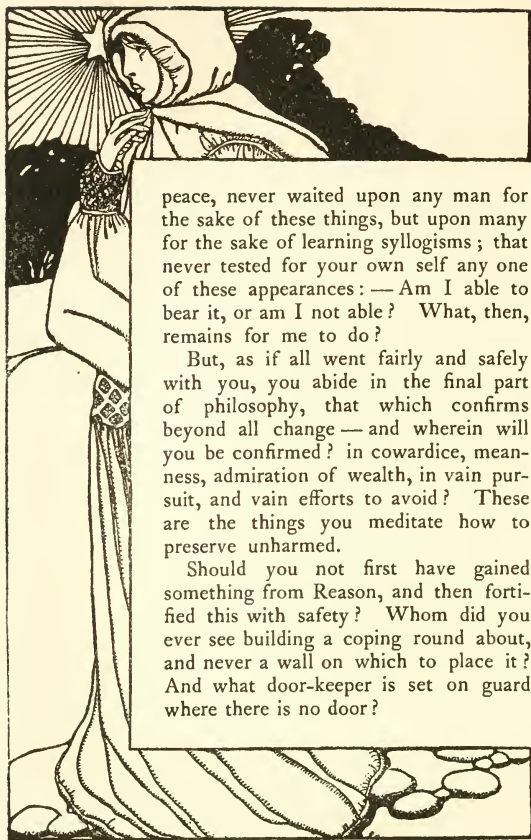 peace, never waited upon any man for
the sake of these things, but upon many
for the sake of learning syllogisms ; that
never tested for your own self any one
of these appearances : — Am I able to
bear it, or am I not able ? What, then,
remains for me to do ?
But, as if all went fairly and safely
with you, you abide in the final part
of philosophy, that which confirms
beyond all change — and wherein will
you be confirmed ? in cowardice, mean-
ness, admiration of wealth, in vain pur-
suit, and vain efforts to avoid ? These
are the things you meditate how to
preserve unharmed.
Should you not first have gained
something from Reason, and then forti-
fied this with safety ? Whom did you
ever see building a coping round about,
and never a wall on which to place it ?
And what door-keeper is set on guard
where there is no door ?